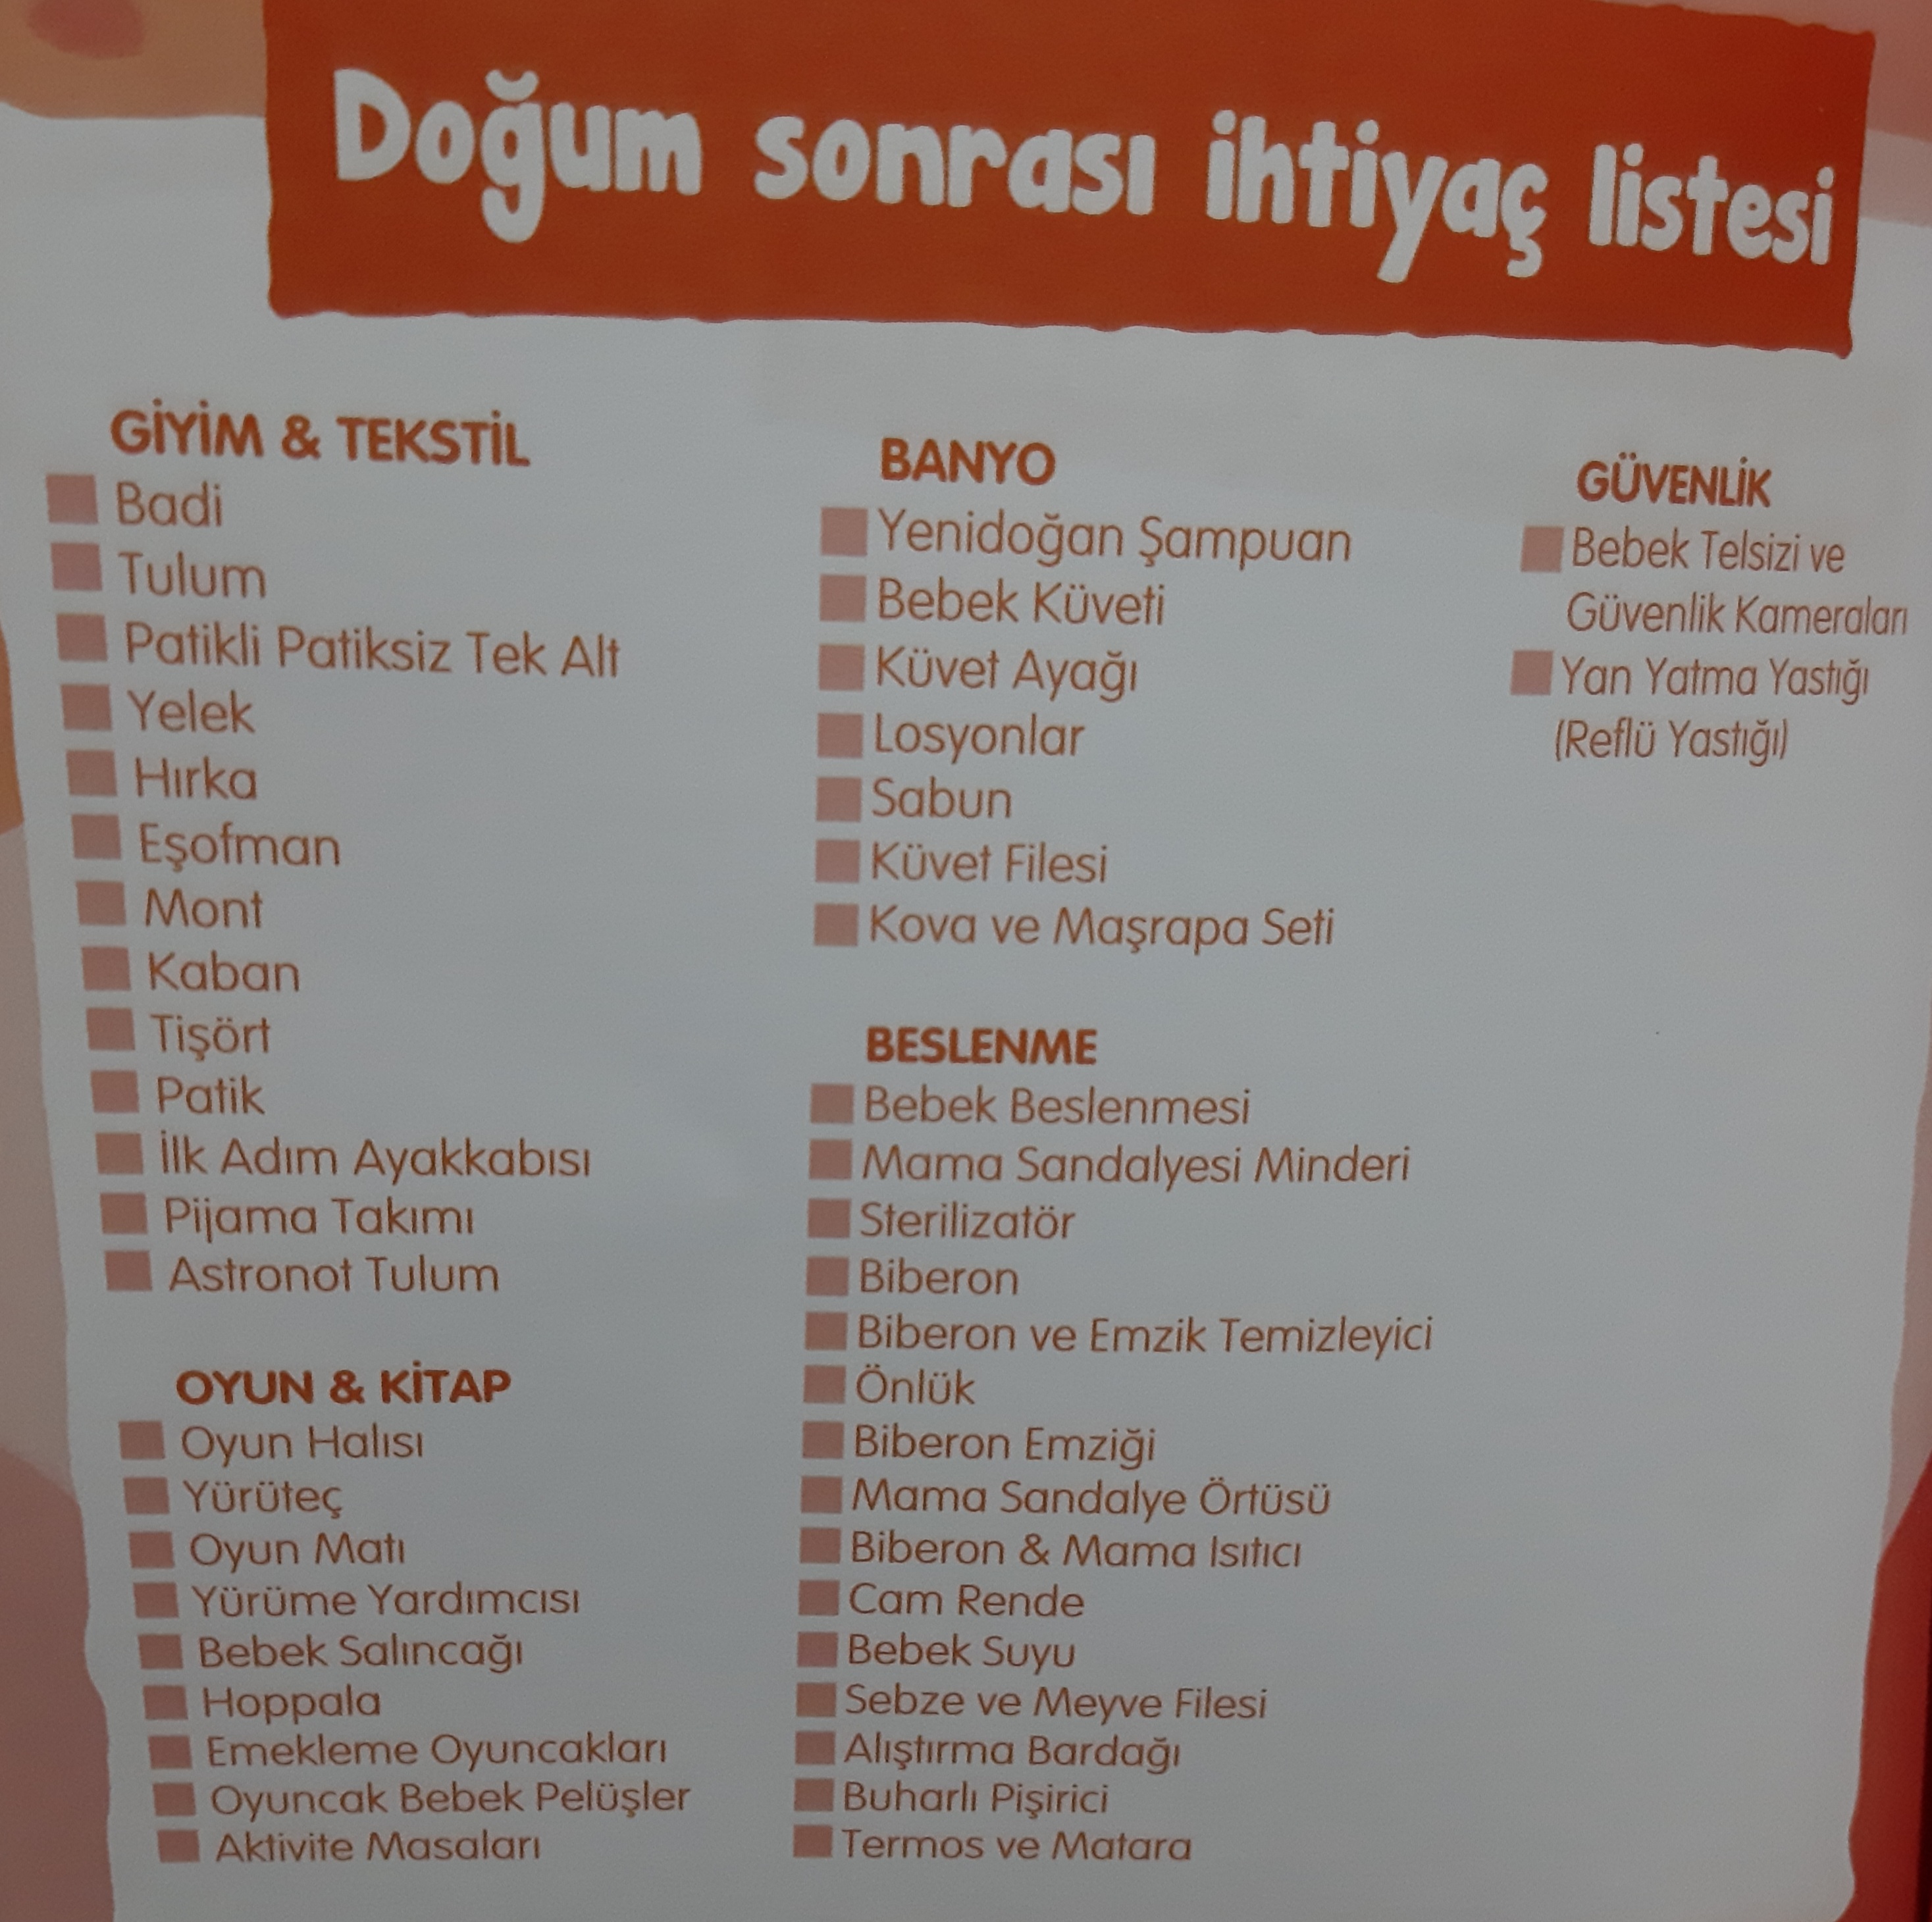 Doğum sonrası ihtiyaç listesi
GİYİM & TEKSTİL
Badi
Tulum
Patikli Patiksiz Tek Alt
Yelek
Hırka
Eşofman
Mont
Kaban
Tişört
Patik
İlk Adım Ayakkabısı
Pijama Takımı
Astronot Tulum
OYUN & KİTAP
Oyun Halısı
Yürüteç
Oyun Matı
Yürüme Yardımcısı
Bebek Salıncağı
Hoppala
Emekleme Oyuncakları
Oyuncak Bebek Pelüşler
Aktivite Masaları
BANYO
Yenidoğan Şampuan
Bebek Küveti
Küvet Ayağı
Losyonlar
Sabun
Küvet Filesi
Kova ve Maşrapa Seti
BESLENME
Bebek Beslenmesi
Mama Sandalyesi Minderi
Sterilizatör
Biberon
Biberon ve Emzik Temizleyici
Önlük
Biberon Emziği
Mama Sandalye Örtüsü
Biberon & Mama Isıtıcı
Cam Rende
Bebek Suyu
Sebze ve Meyve Filesi
Alıştırma Bardağı
Buharlı Pişirici
Termos ve Matara
GÜVENLİK
Bebek Telsizi ve
Güvenlik Kameraları
Yan Yatma Yastığı
(Reflü Yastığı)